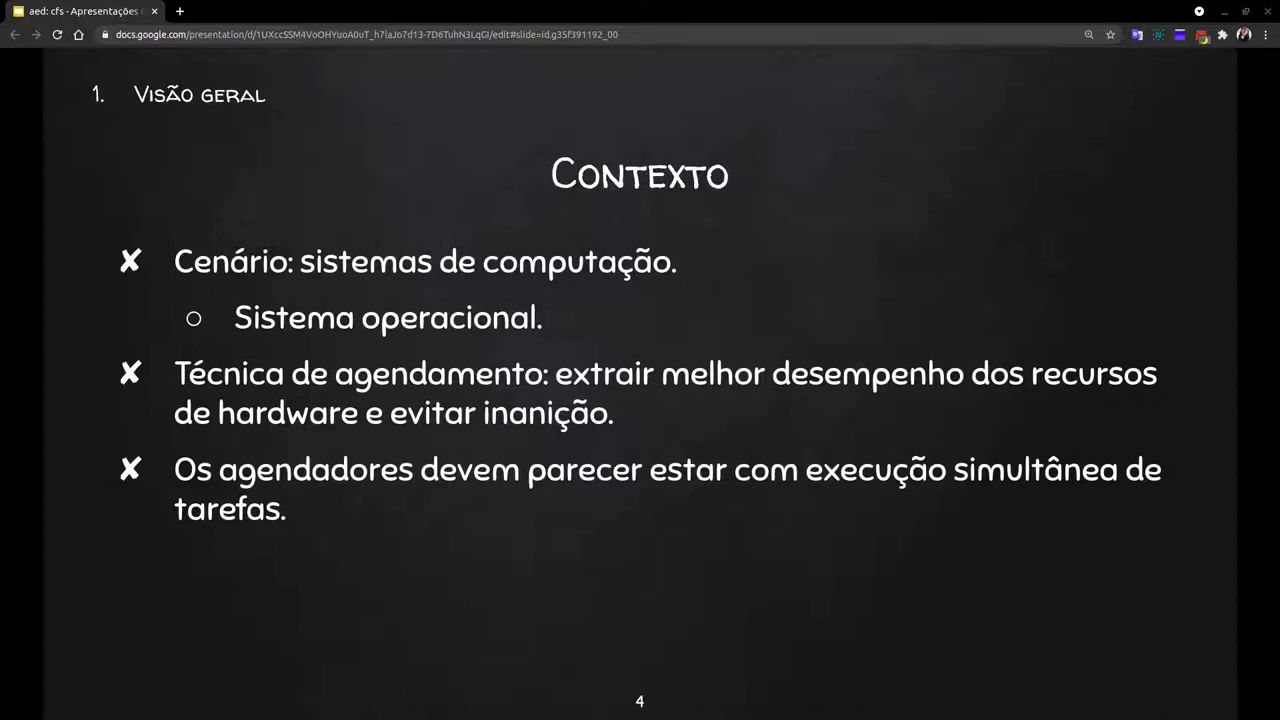 aed: cfs - Apresentações
docs.google.com/presentation/d/1UXccSSM4VoOHYuoA0uT_h7laJo7d13-7D6TuhN3LqGI/edit#slide=id.g35f391192_00
1. Visão geral
Contexto
✘ Cenário: sistemas de computação.
○ Sistema operacional.
✘ Técnica de agendamento: extrair melhor desempenho dos recursos
de hardware e evitar inanição.
✘ Os agendadores devem parecer estar com execução simultânea de
tarefas.
4